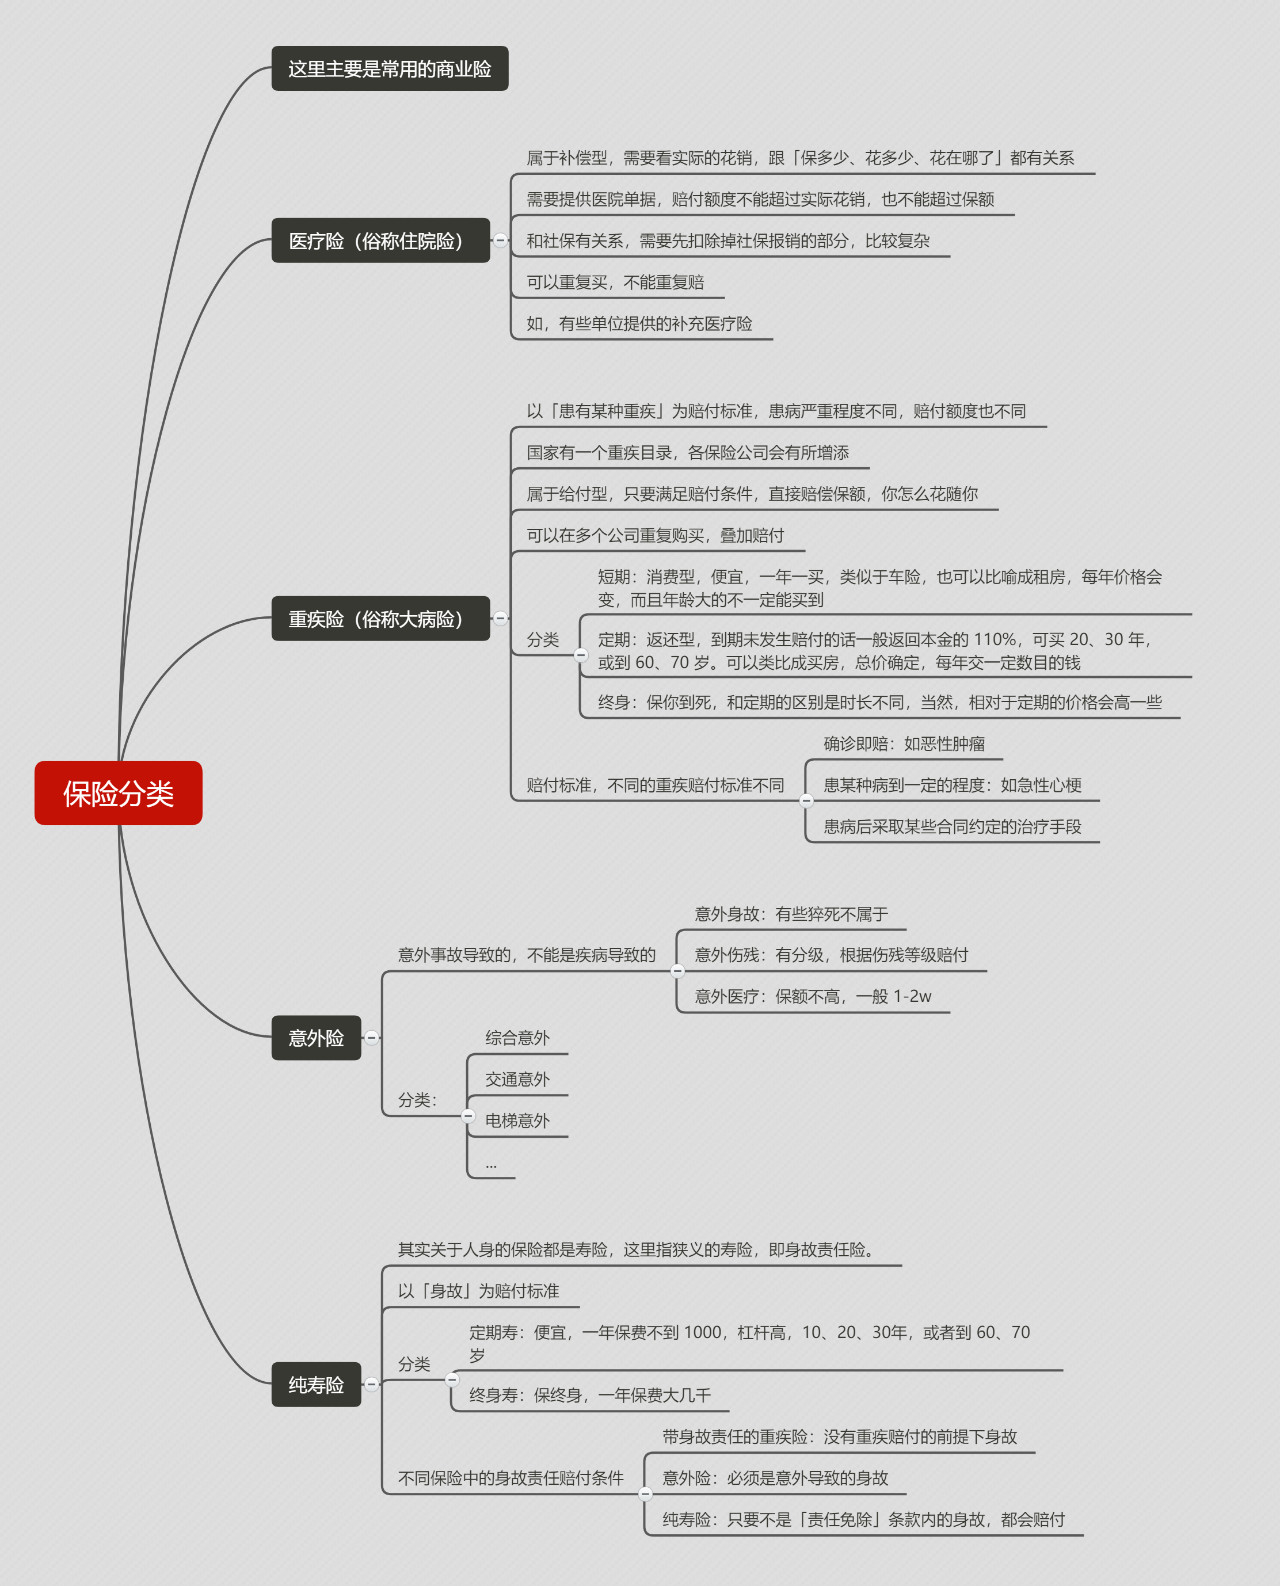 这里主要是常用的商业险
属于补偿型，需要看实际的花销，跟「保多少、花多少、花在哪了」都有关系
需要提供医院单据，赔付额度不能超过实际花销，也不能超过保额
医疗险（俗称住院险）
和社保有关系，需要先扣除掉社保报销的部分，比较复杂
可以重复买，不能重复赔
如，有些单位提供的补充医疗险
以「患有某种重疾」为赔付标准，患病严重程度不同，赔付额度也不同
国家有一个重疾目录，各保险公司会有所增添
属于给付型，只要满足赔付条件，直接赔偿保额，你怎么花随你
可以在多个公司重复购买，叠加赔付
重疾险（俗称大病险）
分类
短期：消费型，便宜，一年一买，类似于车险，也可以比喻成租房，每年价格会
变，而且年龄大的不一定能买到
定期：返还型，到期未发生赔付的话一般返回本金的 110%，可买 20、30 年，
或到 60、70 岁。可以类比成买房，总价确定，每年交一定数目的钱
终身：保你到死，和定期的区别是时长不同，当然，相对于定期的价格会高一些
赔付标准，不同的重疾赔付标准不同
确诊即赔：如恶性肿瘤
患某种病到一定的程度：如急性心梗
患病后采取某些合同约定的治疗手段
保险分类
意外险
意外事故导致的，不能是疾病导致的
意外身故：有些猝死不属于
意外伤残：有分级，根据伤残等级赔付
意外医疗：保额不高，一般 1-2w
分类：
综合意外
交通意外
电梯意外
...
纯寿险
其实关于人身的保险都是寿险，这里指狭义的寿险，即身故责任险。
以「身故」为赔付标准
分类
定期寿：便宜，一年保费不到 1000，杠杆高，10、20、30年，或者到 60、70
岁
终身寿：保终身，一年保费大几千
不同保险中的身故责任赔付条件
带身故责任的重疾险：没有重疾赔付的前提下身故
意外险：必须是意外导致的身故
纯寿险：只要不是「责任免除」条款内的身故，都会赔付